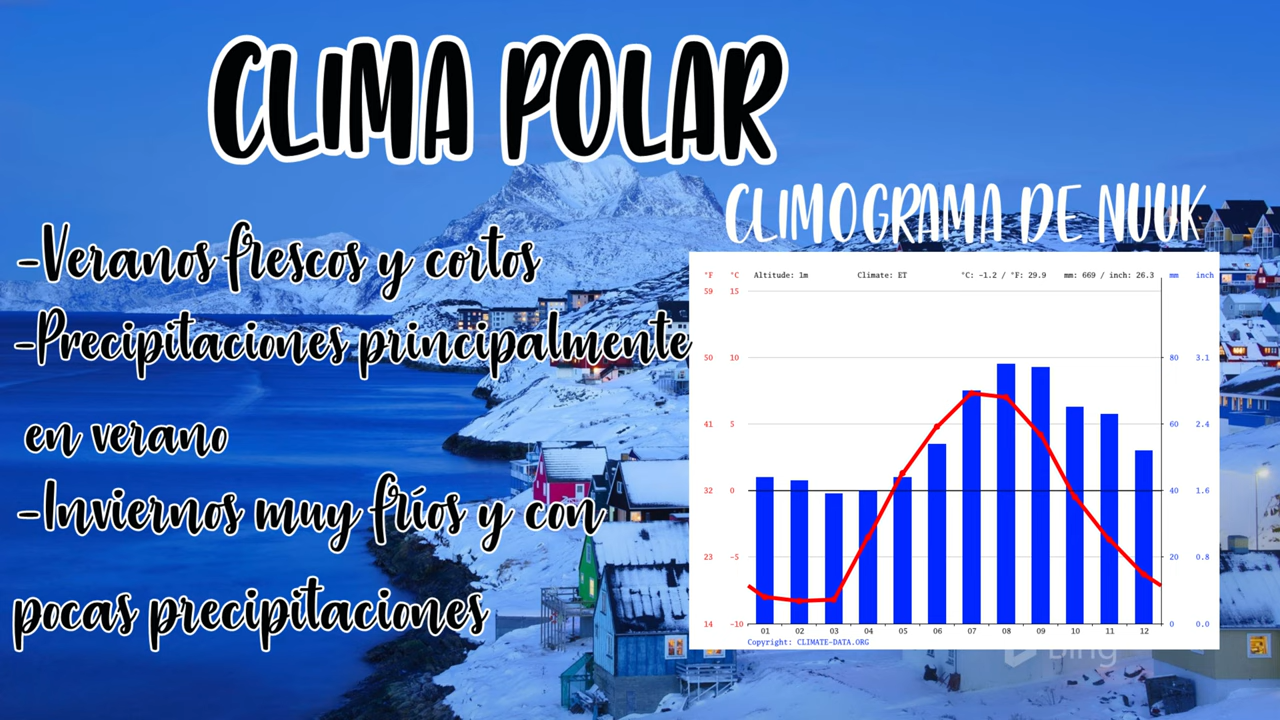 CLIMA POLAR
CLIMOGRAMA DE NUUK
-Veranos frescos y cortos
-Precipitaciones principalmente
en verano
-Inviernos muy fríos y con
pocas precipitaciones
°F °C Altitude: 1m Climate: ET °C: -1.2 / °F: 29.9 mm: 669 / inch: 26.3 mm inch
59 15
50 10 80 3.1
41 5 60 2.4
32 0 40 1.6
23 -5 20 0.8
14 -10 0 0.0
01 02 03 04 05 06 07 08 09 10 11 12
Copyright: CLIMATE-DATA.ORG
Bing